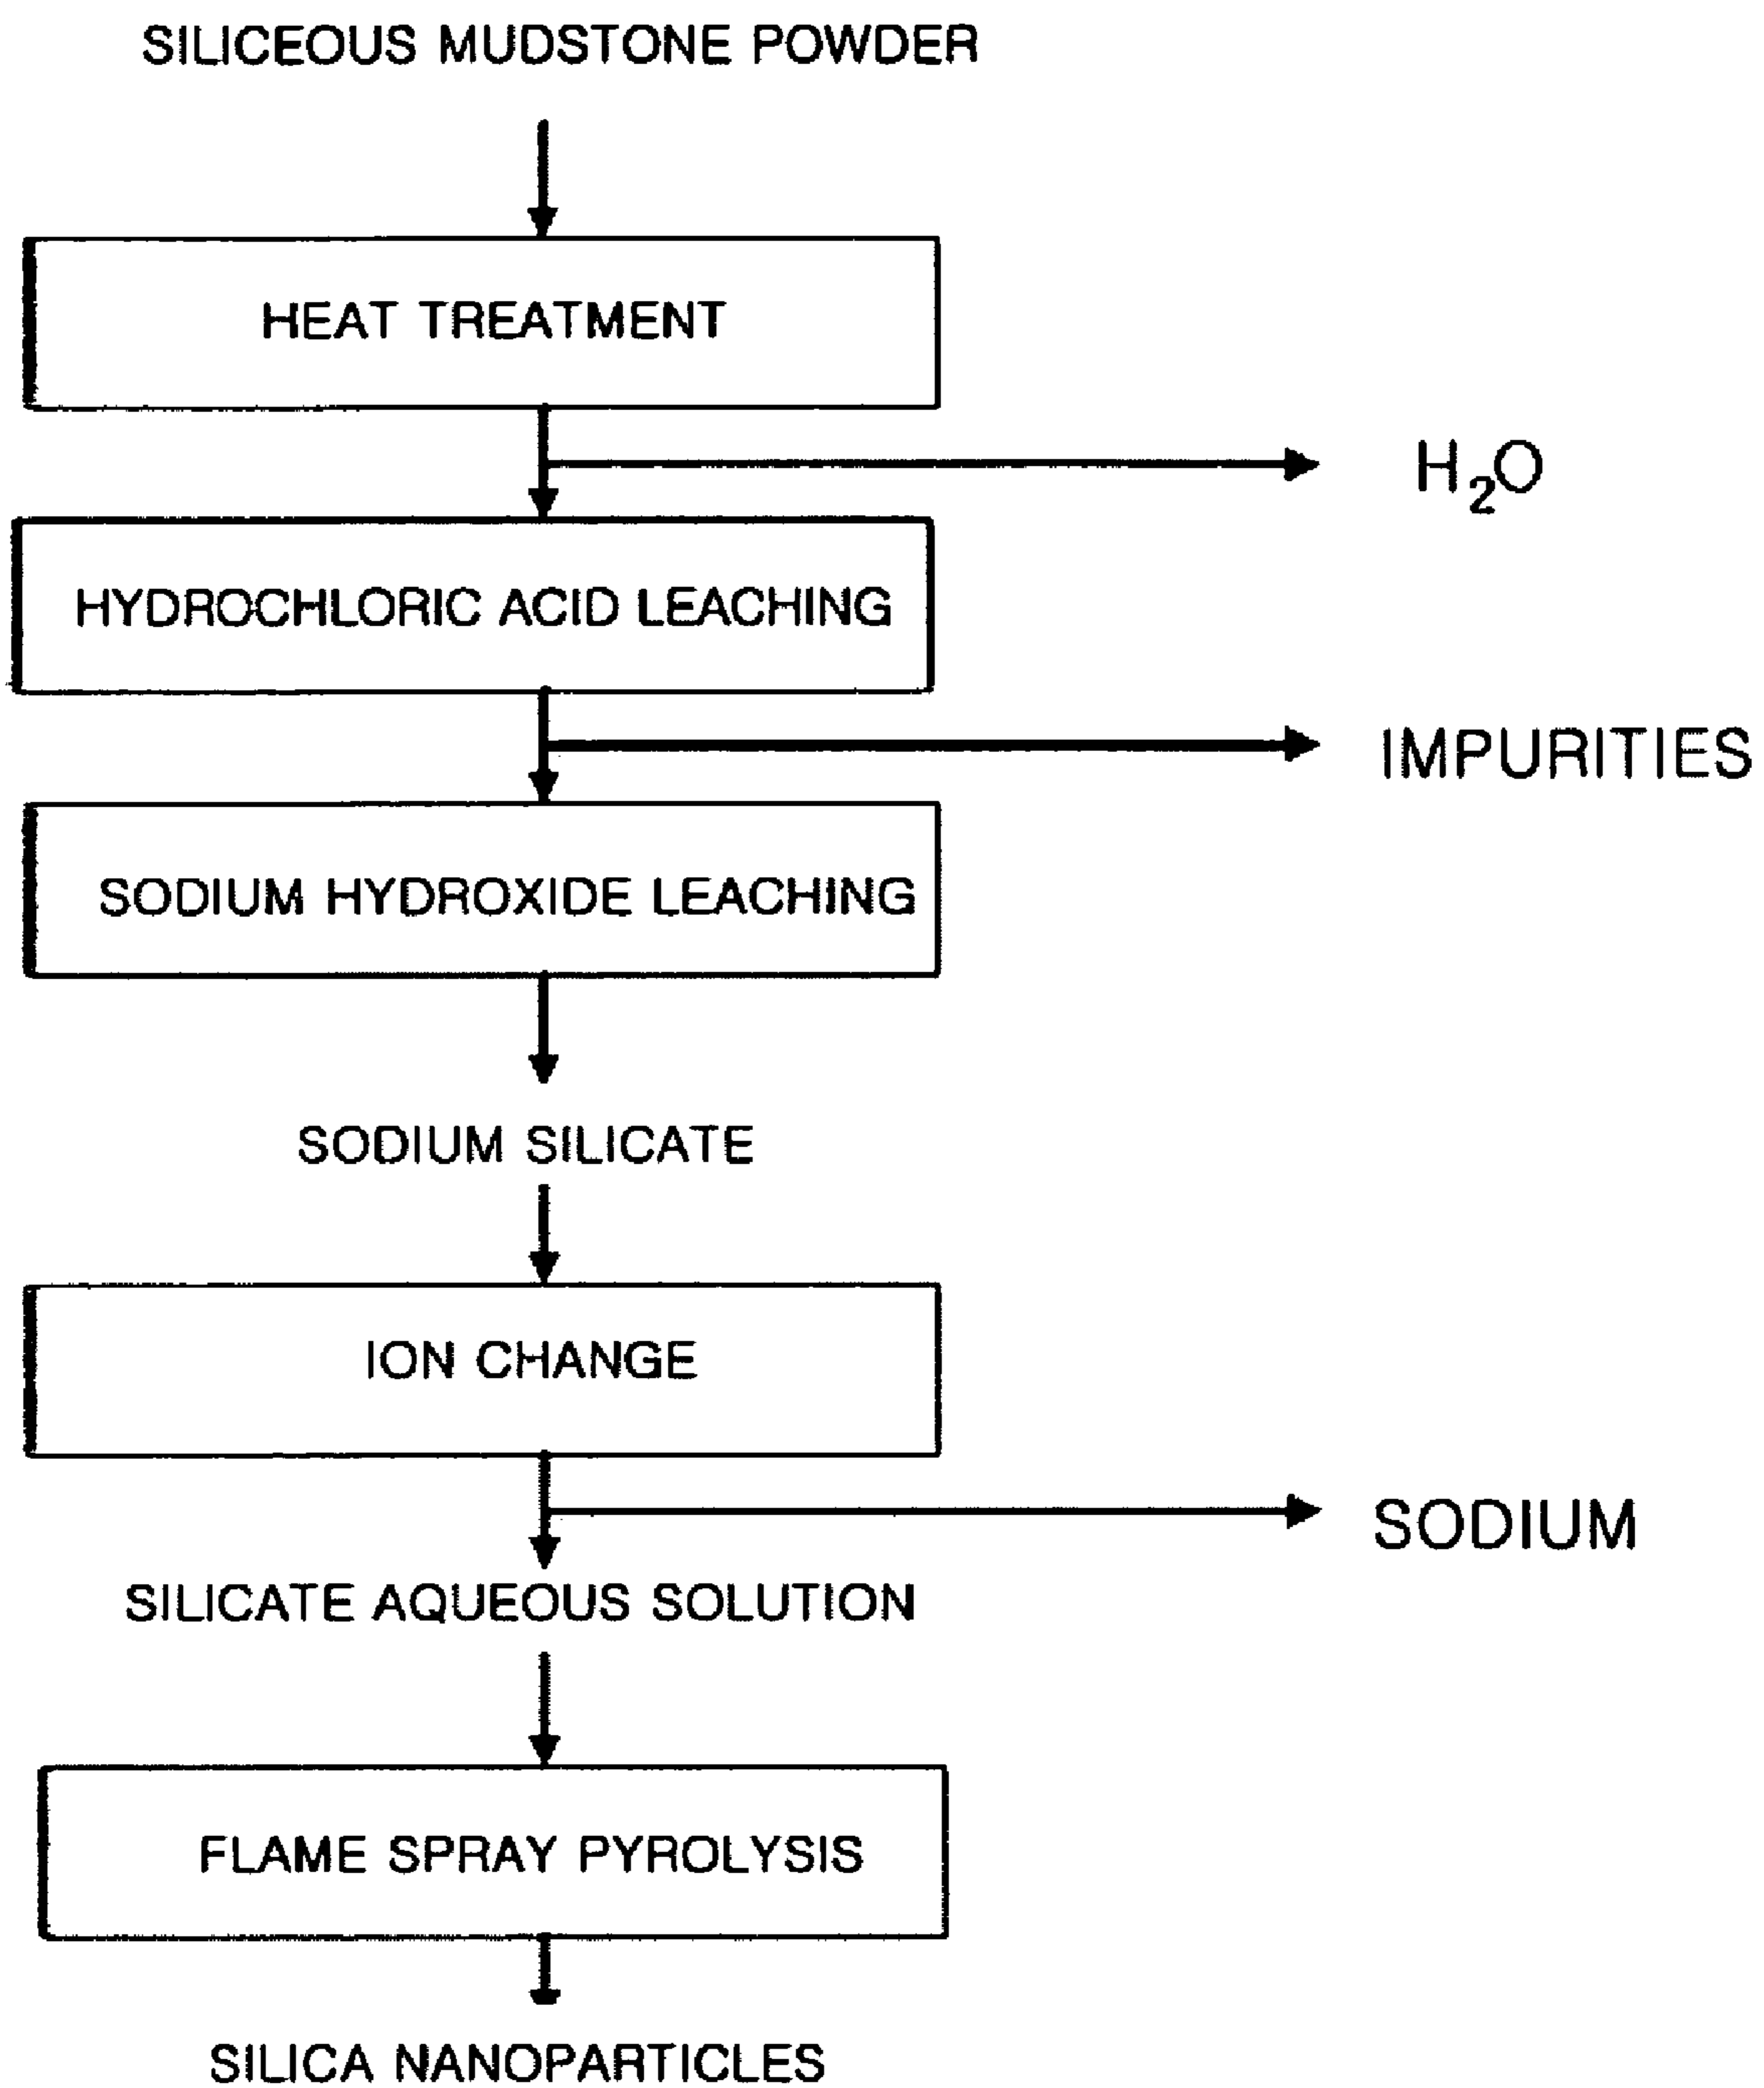 SILICEOUS MUDSTONE POWDER
HEAT TREATMENT
H₂O
HYDROCHLORIC ACID LEACHING
IMPURITIES
SODIUM HYDROXIDE LEACHING
SODIUM SILICATE
ION CHANGE
SODIUM
SILICATE AQUEOUS SOLUTION
FLAME SPRAY PYROLYSIS
SILICA NANOPARTICLES